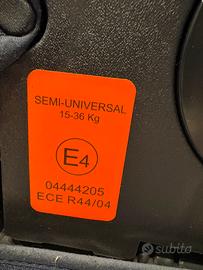 SEMI-UNIVERSAL
15-36 Kg
E4
04444205
ECE R44/04
subito